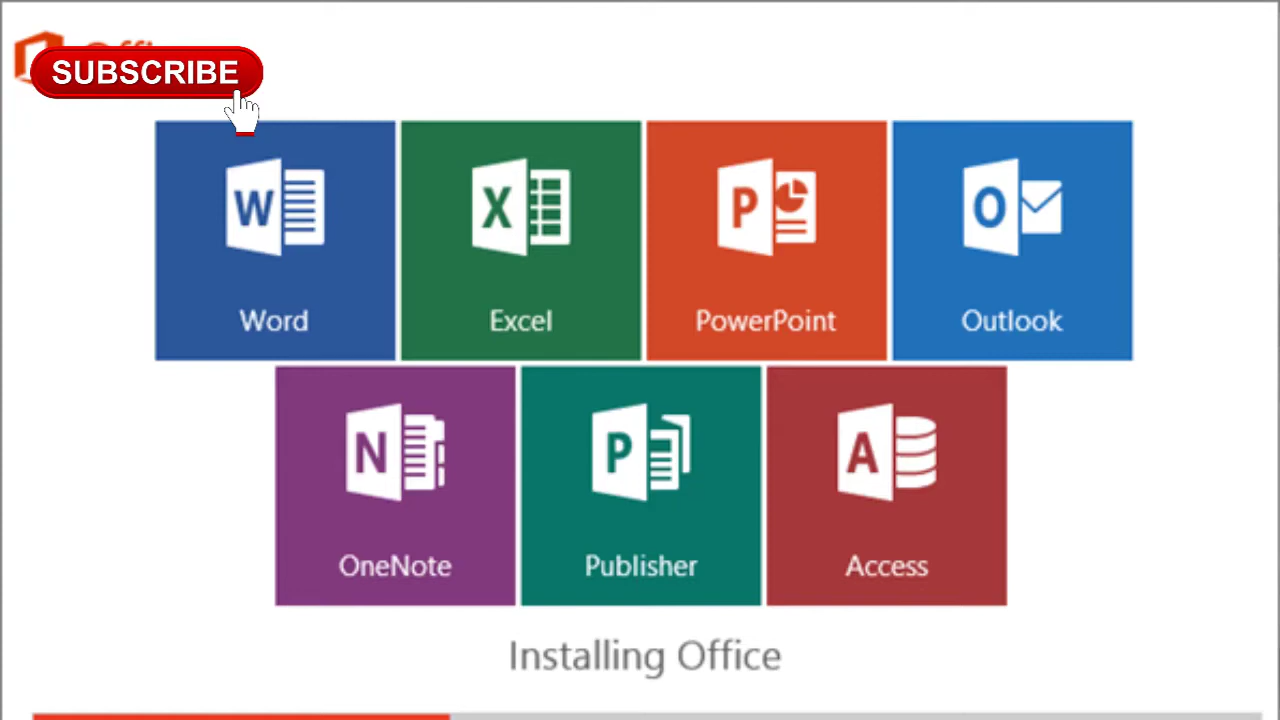 SUBSCRIBE
Word Excel PowerPoint Outlook
OneNote Publisher Access
Installing Office